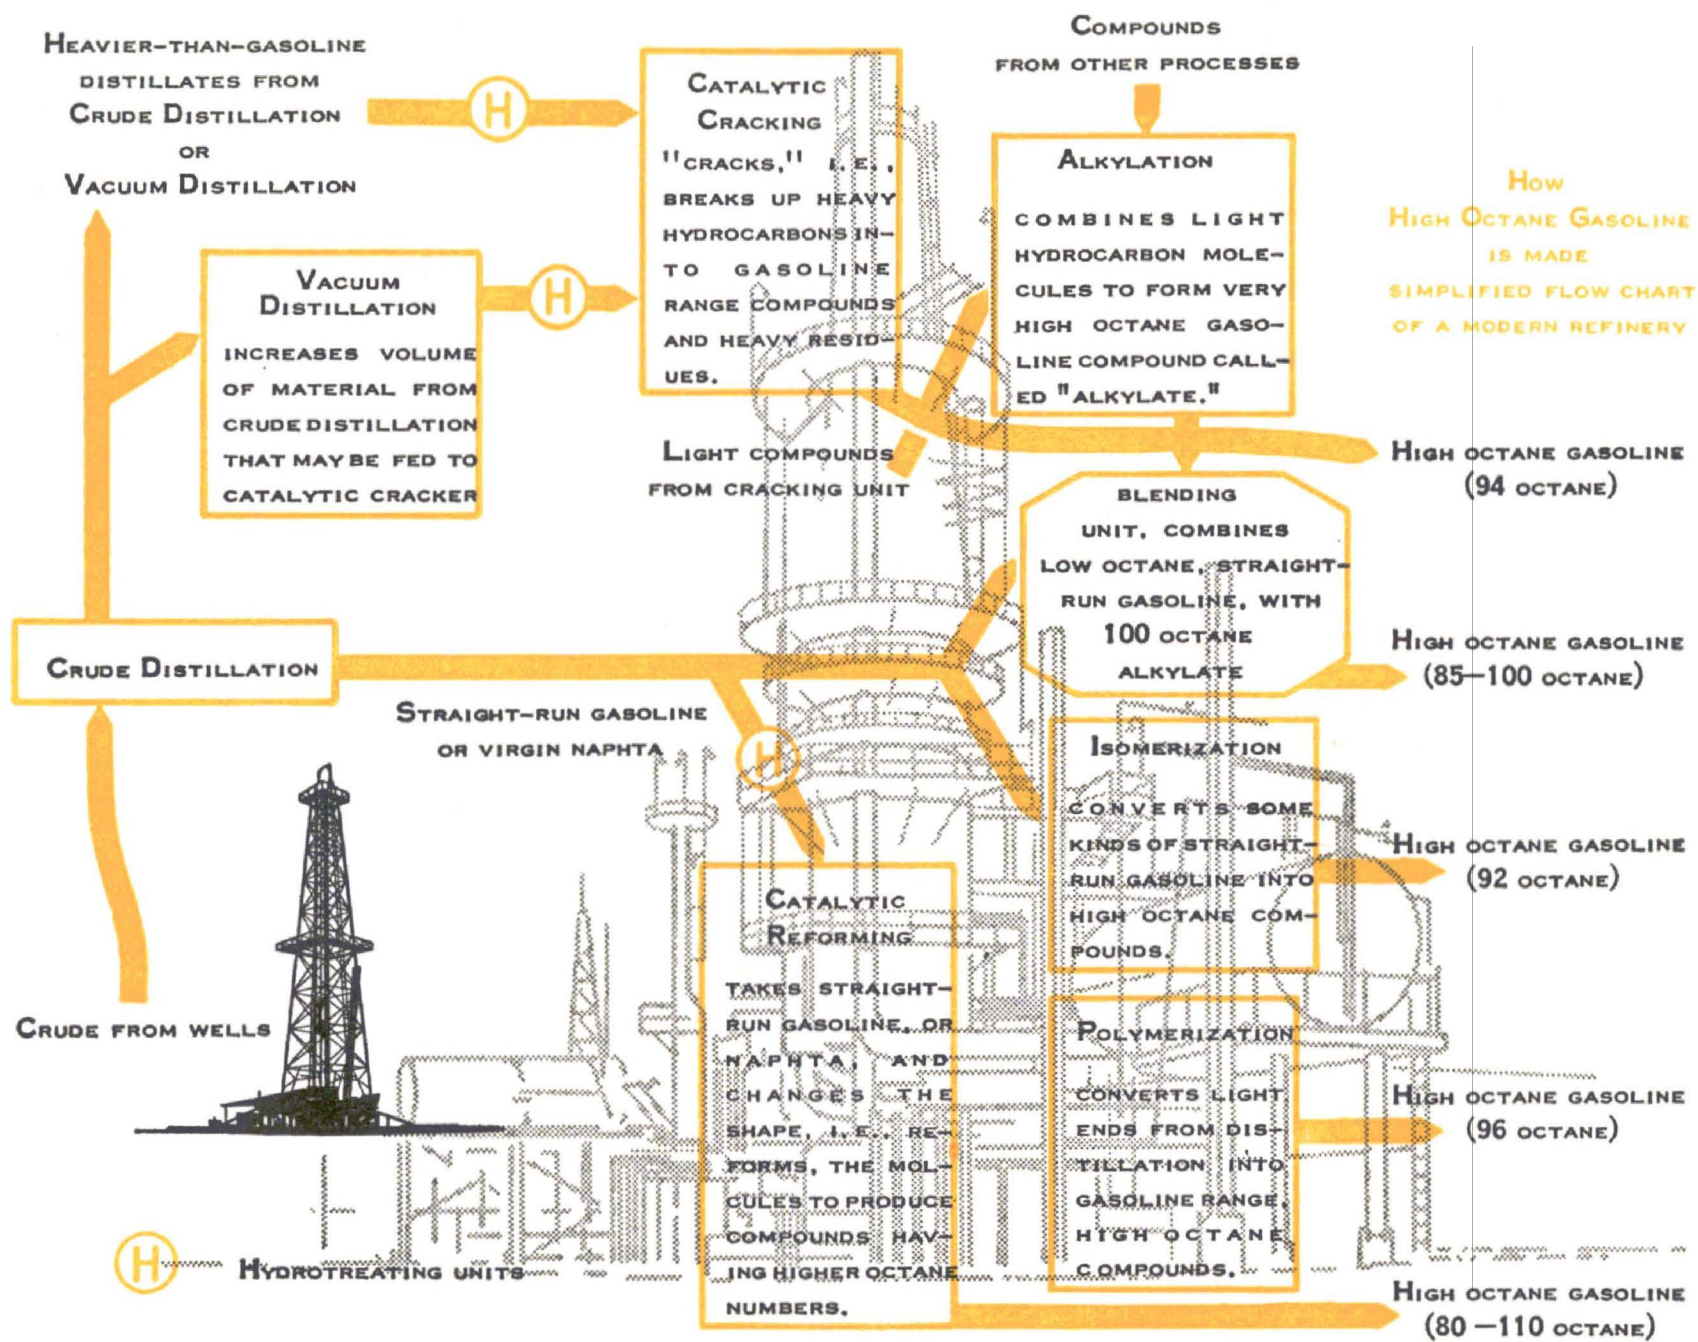 HEAVIER-THAN-GASOLINE
DISTILLATES FROM
CRUDE DISTILLATION
OR
VACUUM DISTILLATION
H
CATALYTIC
CRACKING
"CRACKS," I.E.,
BREAKS UP HEAVY
HYDROCARBONS IN-
TO GASOLINE
RANGE COMPOUNDS
AND HEAVY RESID-
UES.
COMPOUNDS
FROM OTHER PROCESSES
ALKYLATION
COMBINES LIGHT
HYDROCARBON MOLE-
CULES TO FORM VERY
HIGH OCTANE GASO-
LINE COMPOUND CALL-
ED "ALKYLATE."
HOW
HIGH OCTANE GASOLINE
IS MADE
SIMPLIFIED FLOW CHART
OF A MODERN REFINERY
VACUUM
DISTILLATION
INCREASES VOLUME
OF MATERIAL FROM
CRUDE DISTILLATION
THAT MAY BE FED TO
CATALYTIC CRACKER
H
LIGHT COMPOUNDS
FROM CRACKING UNIT
HIGH OCTANE GASOLINE
(94 OCTANE)
BLENDING
UNIT, COMBINES
LOW OCTANE, STRAIGHT-
RUN GASOLINE, WITH
100 OCTANE
ALKYLATE
HIGH OCTANE GASOLINE
(85-100 OCTANE)
CRUDE DISTILLATION
STRAIGHT-RUN GASOLINE
OR VIRGIN NAPHTA
H
ISOMERIZATION
CONVERTS SOME
KINDS OF STRAIGHT-
RUN GASOLINE INTO
HIGH OCTANE COM-
POUNDS.
HIGH OCTANE GASOLINE
(92 OCTANE)
CATALYTIC
REFORMING
TAKES STRAIGHT-
RUN GASOLINE, OR
NAPHTA, AND
CHANGES THE
SHAPE, I.E., RE-
FORMS, THE MOL-
CULES TO PRODUCE
COMPOUNDS HAV-
ING HIGHER OCTANE
NUMBERS.
CRUDE FROM WELLS
POLYMERIZATION
CONVERTS LIGHT
ENDS FROM DIS-
TILLATION INTO
GASOLINE RANGE,
HIGH OCTANE
COMPOUNDS.
HIGH OCTANE GASOLINE
(96 OCTANE)
H
HYDROTREATING UNITS
HIGH OCTANE GASOLINE
(80-110 OCTANE)